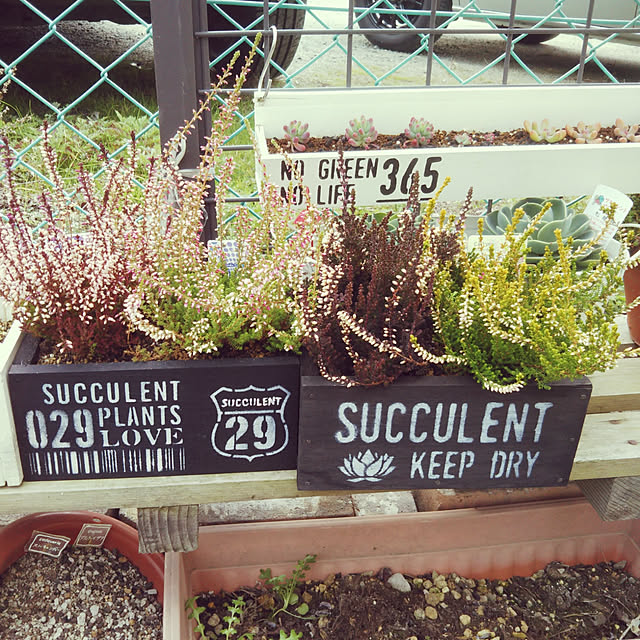 NO GREEN
NO LIFE 365
SUCCULENT
029 PLANTS
LOVE
SUCCULENT
29
SUCCULENT
KEEP DRY